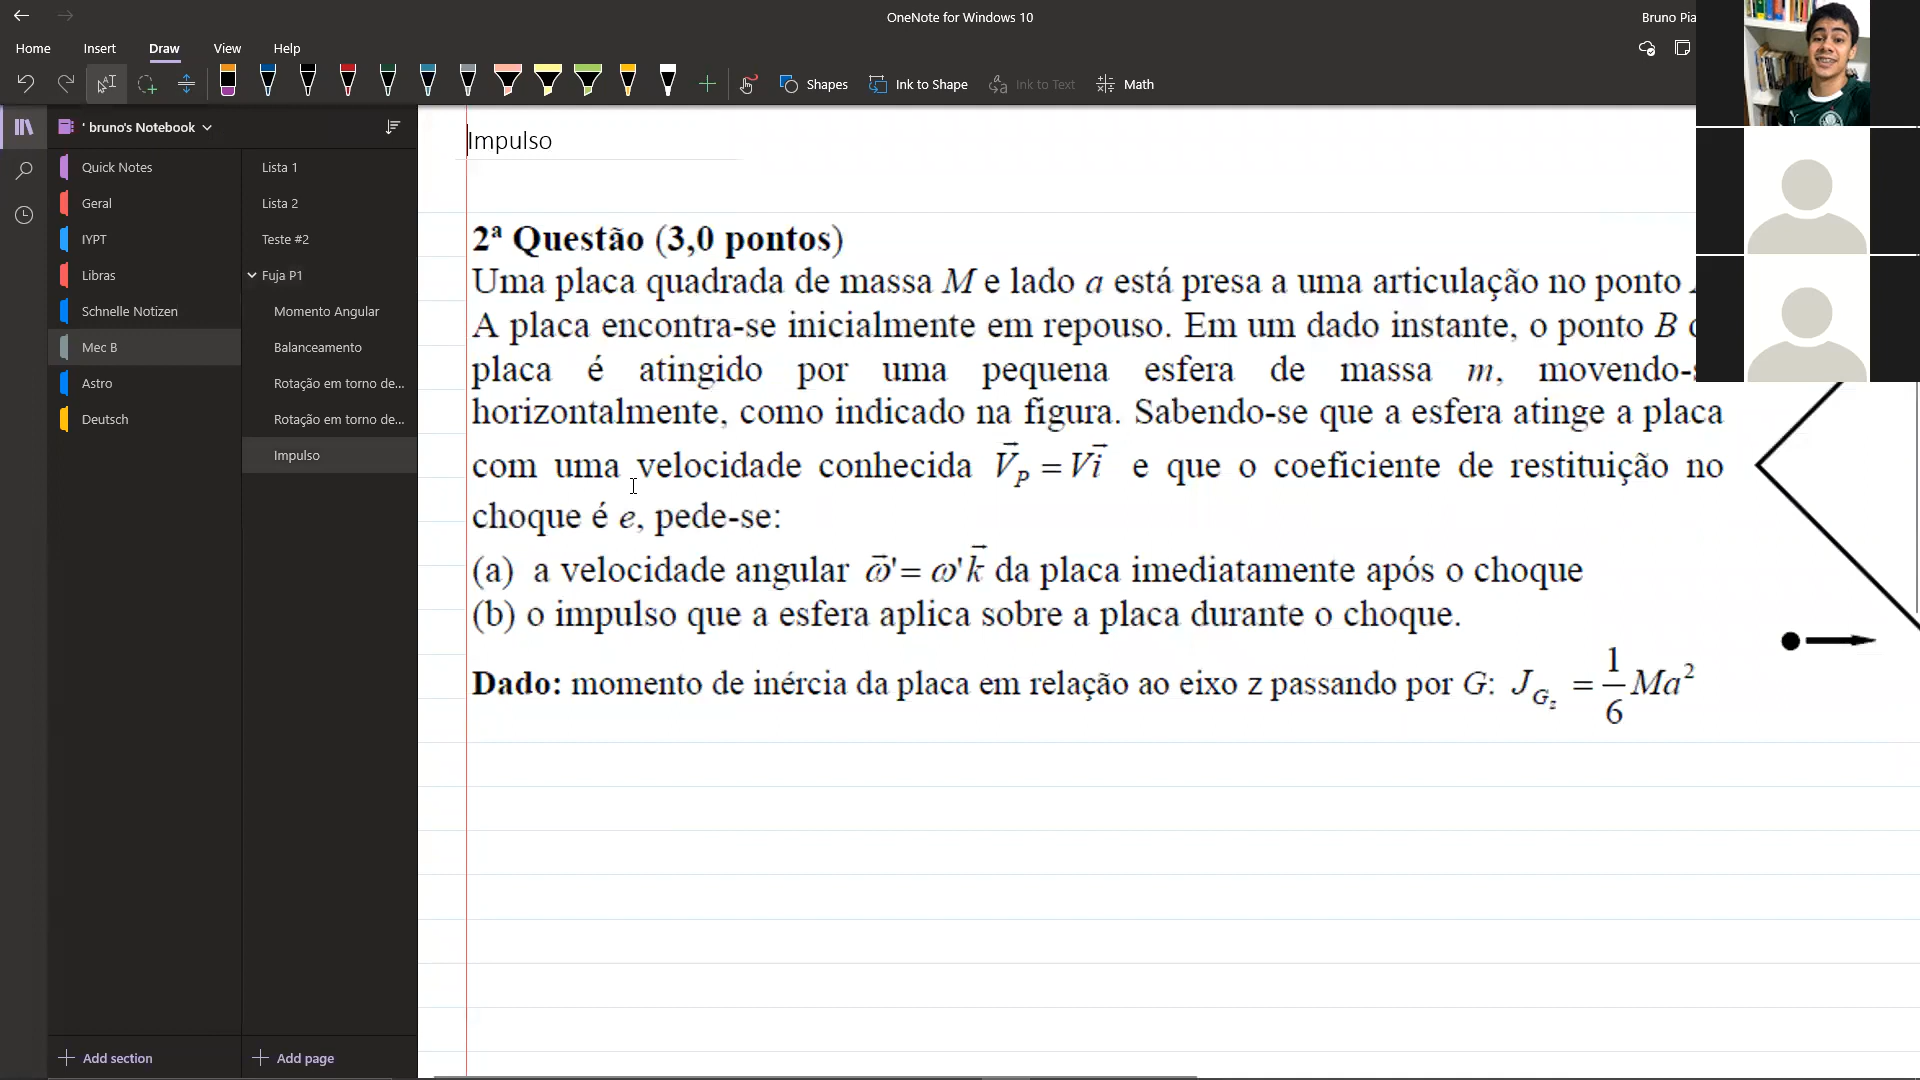 OneNote for Windows 10
Bruno Pia
Home Insert Draw View Help
Shapes Ink to Shape Ink to Text Math
' bruno's Notebook
Quick Notes
Geral
IYPT
Libras
Schnelle Notizen
Mec B
Astro
Deutsch
Lista 1
Lista 2
Teste #2
Fuja P1
Momento Angular
Balanceamento
Rotação em torno de...
Rotação em torno de...
Impulso
Add section
Add page
Impulso
2ª Questão (3,0 pontos)
Uma placa quadrada de massa M e lado a está presa a uma articulação no ponto
A placa encontra-se inicialmente em repouso. Em um dado instante, o ponto B
placa é atingido por uma pequena esfera de massa m, movendo-
horizontalmente, como indicado na figura. Sabendo-se que a esfera atinge a placa
com uma velocidade conhecida V⃗P = Vi⃗ e que o coeficiente de restituição no
choque é e, pede-se:
(a) a velocidade angular ω⃗'= ω'k⃗ da placa imediatamente após o choque
(b) o impulso que a esfera aplica sobre a placa durante o choque.
Dado: momento de inércia da placa em relação ao eixo z passando por G: J_Gz = 1/6 Ma²